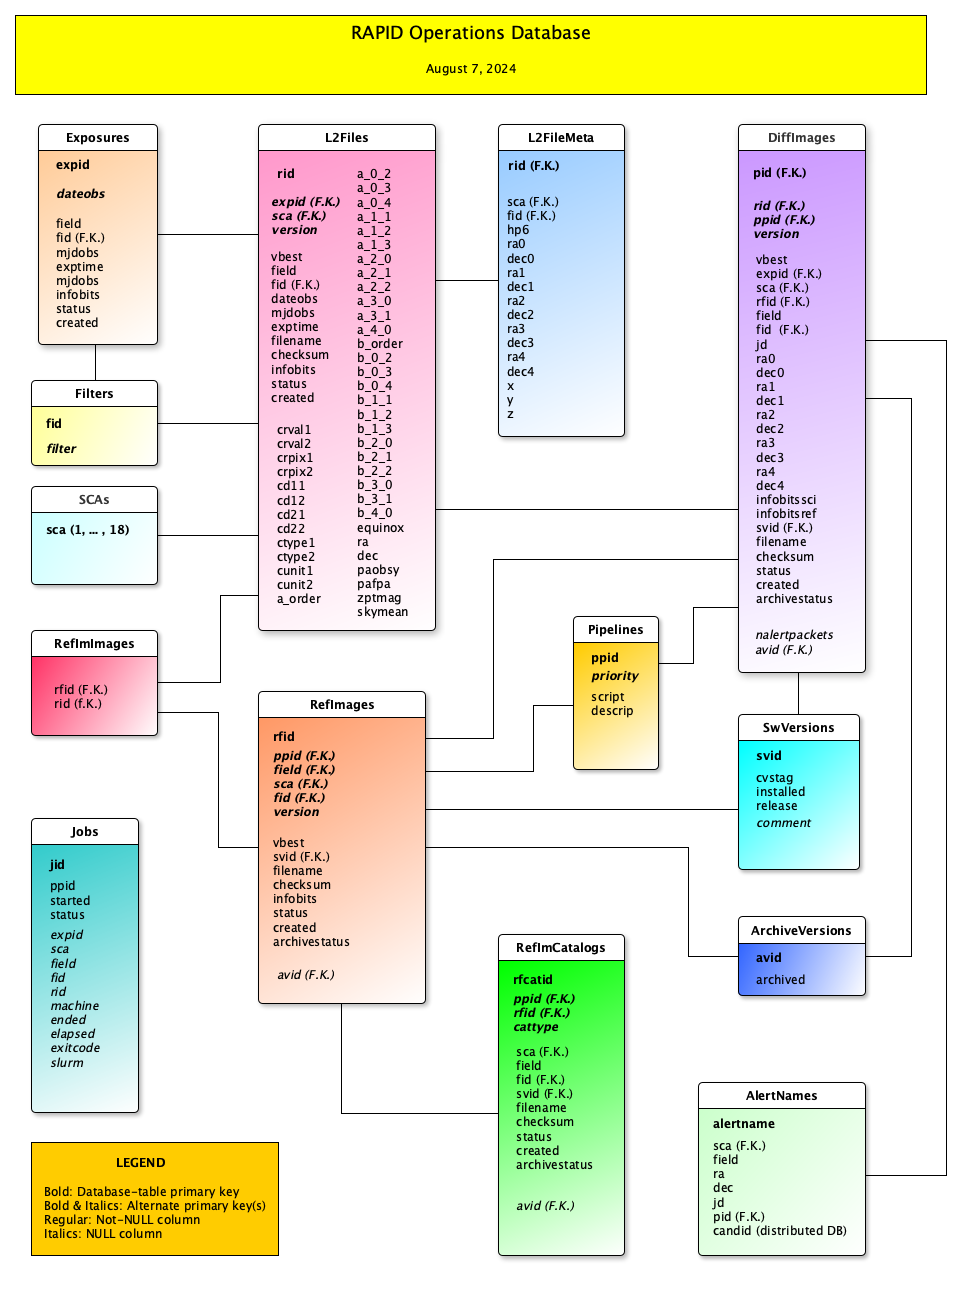 RAPID Operations Database
August 7, 2024
Exposures
expid
dateobs
field
fid (F.K.)
mjdobs
exptime
mjdobs
infobits
status
created
Filters
fid
filter
SCAs
sca (1, ... , 18)
RefImImages
rfid (F.K.)
rid (f.K.)
Jobs
jid
ppid
started
status
expid
sca
field
fid
rid
machine
ended
elapsed
exitcode
slurm
LEGEND
Bold: Database-table primary key
Bold & Italics: Alternate primary key(s)
Regular: Not-NULL column
Italics: NULL column
L2Files
rid
expid (F.K.)
sca (F.K.)
version
vbest
field
fid (F.K.)
dateobs
mjdobs
exptime
filename
checksum
infobits
status
created
crval1
crval2
crpix1
crpix2
cd11
cd12
cd21
cd22
ctype1
ctype2
cunit1
cunit2
a_order
a_0_2
a_0_3
a_0_4
a_1_1
a_1_2
a_1_3
a_2_0
a_2_1
a_2_2
a_3_0
a_3_1
a_4_0
b_order
b_0_2
b_0_3
b_0_4
b_1_1
b_1_2
b_1_3
b_2_0
b_2_1
b_2_2
b_3_0
b_3_1
b_4_0
equinox
ra
dec
paobsy
pafpa
zptmag
skymean
RefImages
rfid
ppid (F.K.)
field (F.K.)
sca (F.K.)
fid (F.K.)
version
vbest
svid (F.K.)
filename
checksum
infobits
status
created
archivestatus
avid (F.K.)
L2FileMeta
rid (F.K.)
sca (F.K.)
fid (F.K.)
hp6
ra0
dec0
ra1
dec1
ra2
dec2
ra3
dec3
ra4
dec4
x
y
z
Pipelines
ppid
priority
script
descrip
RefImCatalogs
rfcatid
ppid (F.K.)
rfid (F.K.)
cattype
sca (F.K.)
field
fid (F.K.)
svid (F.K.)
filename
checksum
status
created
archivestatus
avid (F.K.)
DiffImages
pid (F.K.)
rid (F.K.)
ppid (F.K.)
version
vbest
expid (F.K.)
sca (F.K.)
rfid (F.K.)
field
fid  (F.K.)
jd
ra0
dec0
ra1
dec1
ra2
dec2
ra3
dec3
ra4
dec4
infobitssci
infobitsref
svid (F.K.)
filename
checksum
status
created
archivestatus
nalertpackets
avid (F.K.)
SwVersions
svid
cvstag
installed
release
comment
ArchiveVersions
avid
archived
AlertNames
alertname
sca (F.K.)
field
ra
dec
jd
pid (F.K.)
candid (distributed DB)